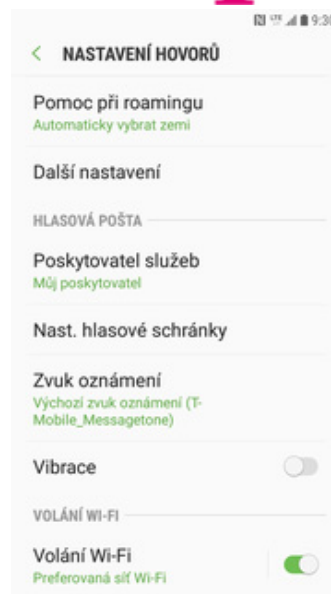 LTE 9:30
NASTAVENÍ HOVORŮ
Pomoc při roamingu
Automaticky vybrat zemi
Další nastavení
HLASOVÁ POŠTA
Poskytovatel služeb
Můj poskytovatel
Nast. hlasové schránky
Zvuk oznámení
Výchozí zvuk oznámení (T-
Mobile_Messagetone)
Vibrace
VOLÁNÍ WI-FI
Volání Wi-Fi
Preferovaná síť Wi-Fi